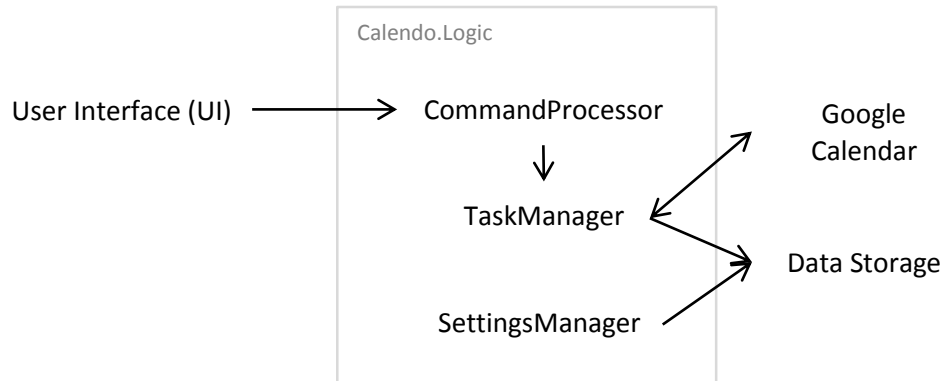 Calendo.Logic
User Interface (UI)
CommandProcessor
Google
Calendar
TaskManager
Data Storage
SettingsManager